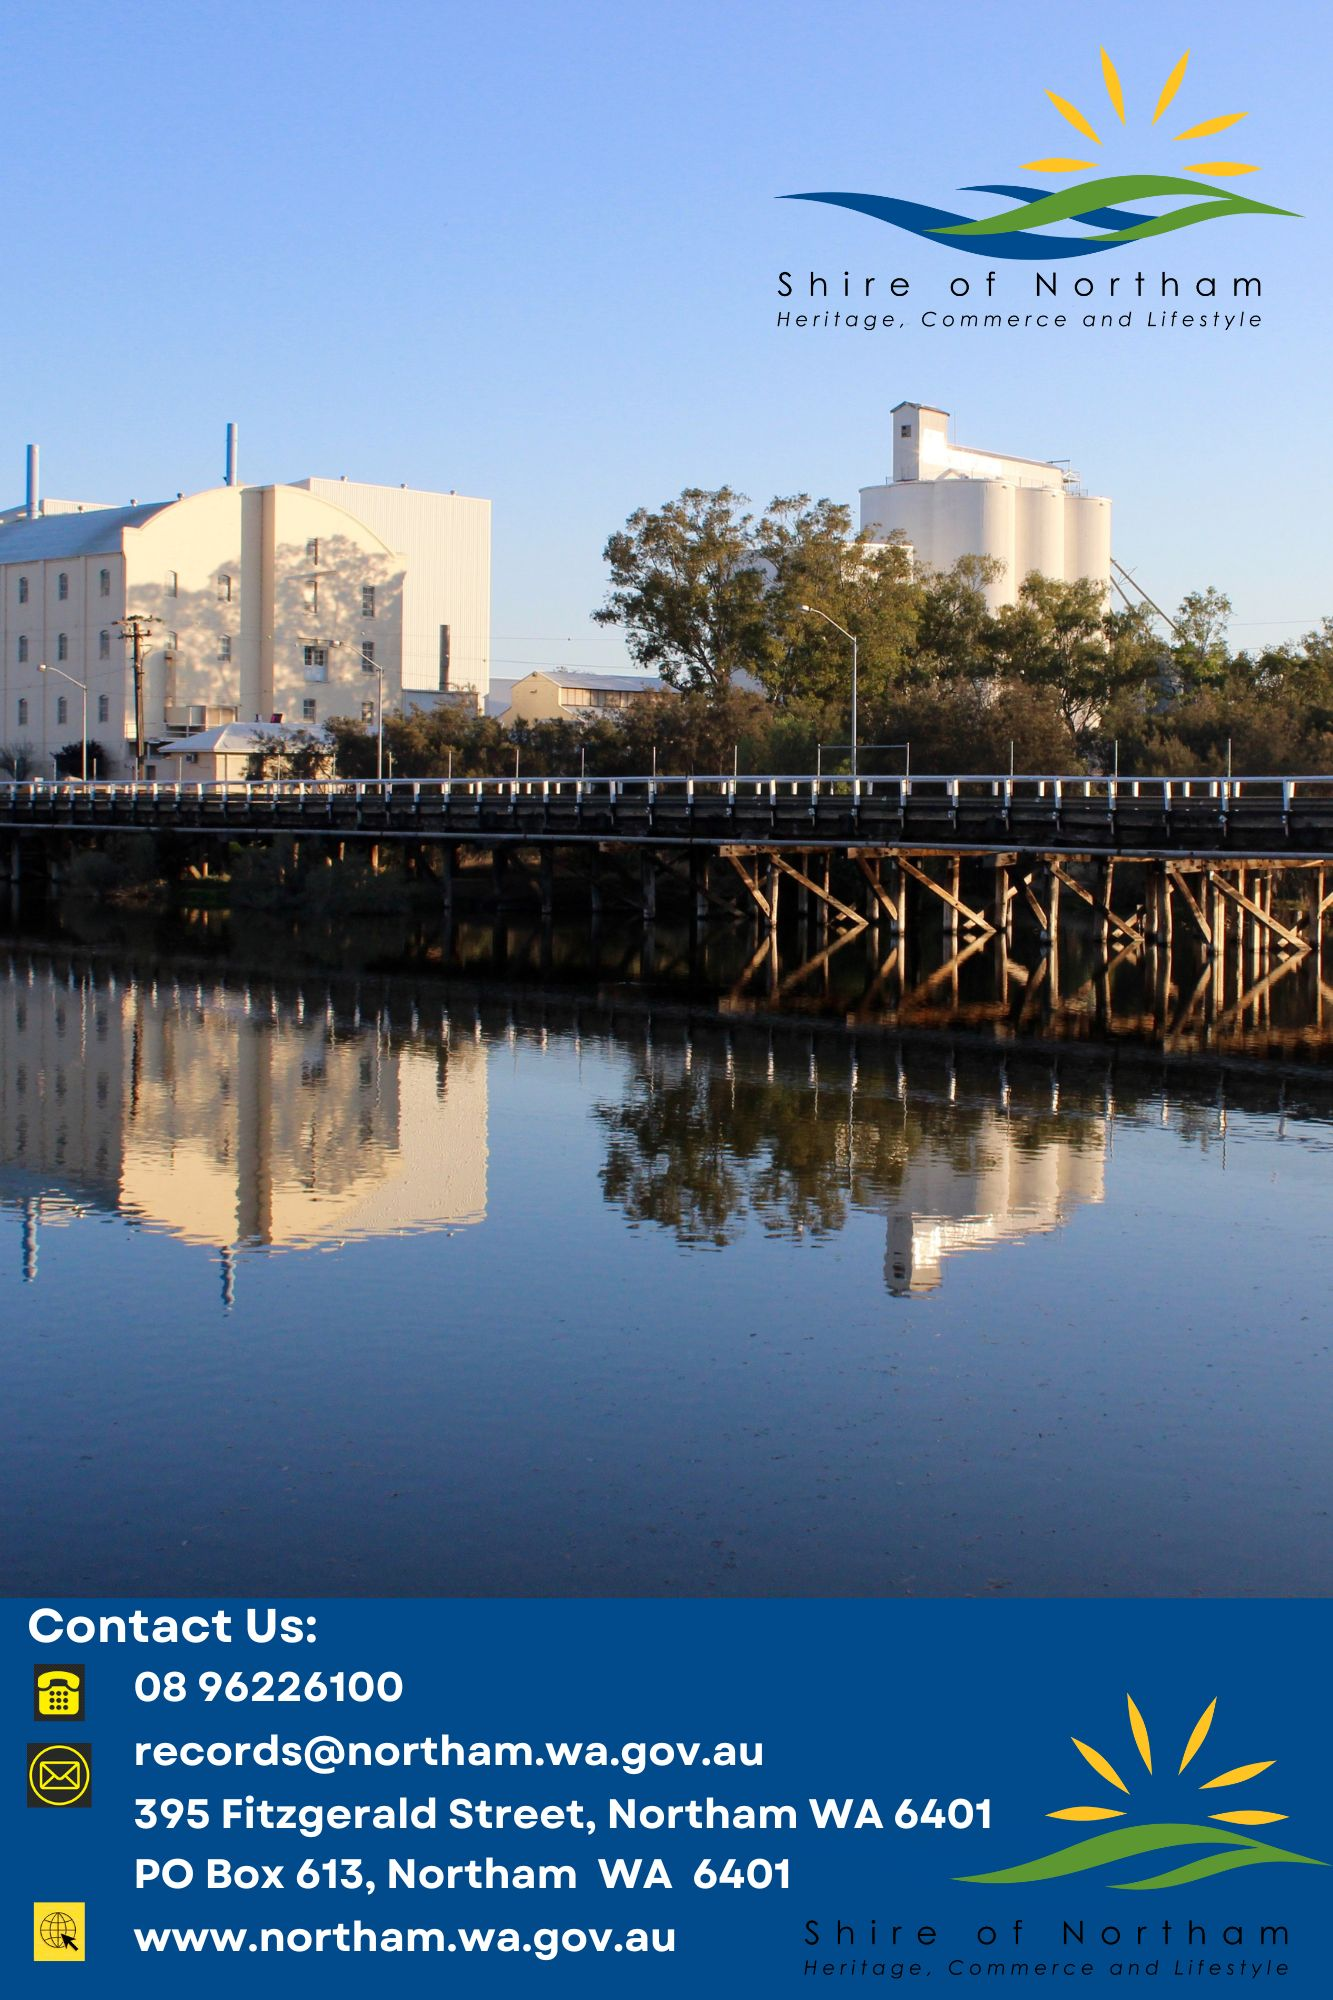 Shire of Northam
Heritage, Commerce and Lifestyle
Contact Us:
08 96226100
records@northam.wa.gov.au
395 Fitzgerald Street, Northam WA 6401
PO Box 613, Northam WA 6401
www.northam.wa.gov.au
Shire of Northam
Heritage, Commerce and Lifestyle